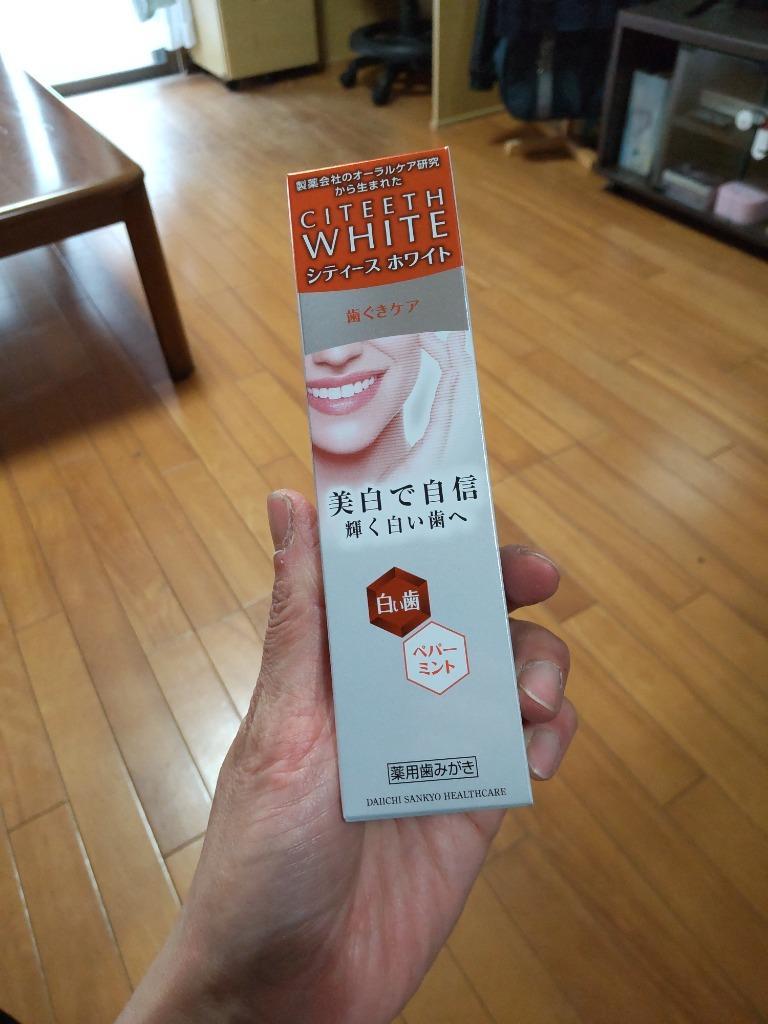 製薬会社のオーラルケア研究
から生まれた
CITEETH
WHITE
シティース ホワイト
歯ぐきケア
美白で自信
輝く白い歯へ
白い歯
ペパー
ミント
薬用歯みがき
DAIICHI SANKYO HEALTHCARE